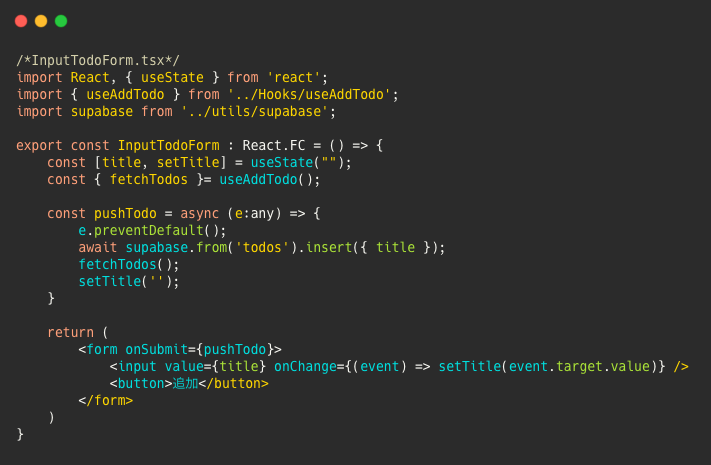 /*InputTodoForm.tsx*/
import React, { useState } from 'react';
import { useAddTodo } from '../Hooks/useAddTodo';
import supabase from '../utils/supabase';

export const InputTodoForm : React.FC = () => {
    const [title, setTitle] = useState("");
    const { fetchTodos }= useAddTodo();

    const pushTodo = async (e:any) => {
        e.preventDefault();
        await supabase.from('todos').insert({ title });
        fetchTodos();
        setTitle('');
    }

    return (
        <form onSubmit={pushTodo}>
            <input value={title} onChange={(event) => setTitle(event.target.value)} />
            <button>追加</button>
        </form>
    )
}